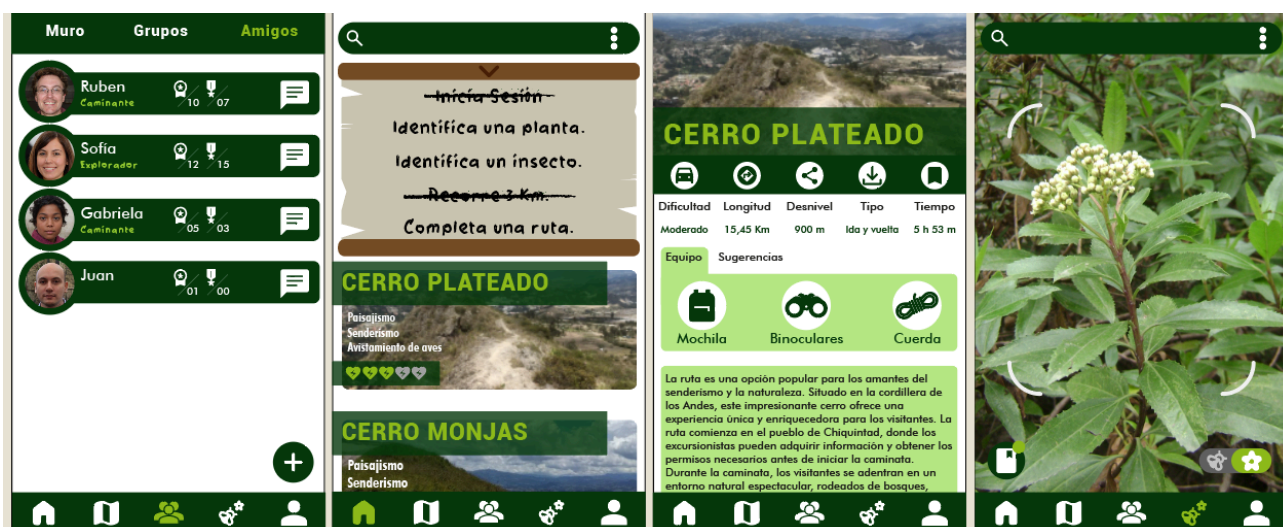 Muro Grupos Amigos
Ruben
Caminante
10 07
Sofía
Explorador
12 15
Gabriela
Caminante
05 03
Juan
01 00
Inicia Sesión
Identifica una planta.
Identifica un insecto.
Recorre 3 Km.
Completa una ruta.
CERRO PLATEADO
Paisajismo
Senderismo
Avistamiento de aves
CERRO MONJAS
Paisajismo
Senderismo
CERRO PLATEADO
Dificultad Longitud Desnivel Tipo Tiempo
Moderado 15,45 Km 900 m Ida y vuelta 5 h 53 m
Equipo Sugerencias
Mochila Binoculares Cuerda
La ruta es una opción popular para los amantes del
senderismo y la naturaleza. Situado en la cordillera de
los Andes, este impresionante cerro ofrece una
experiencia única y enriquecedora para los visitantes. La
ruta comienza en el pueblo de Chiquintad, donde los
excursionistas pueden adquirir información y obtener los
permisos necesarios antes de iniciar la caminata.
Durante la caminata, los visitantes se adentran en un
entorno natural espectacular, rodeados de bosques,